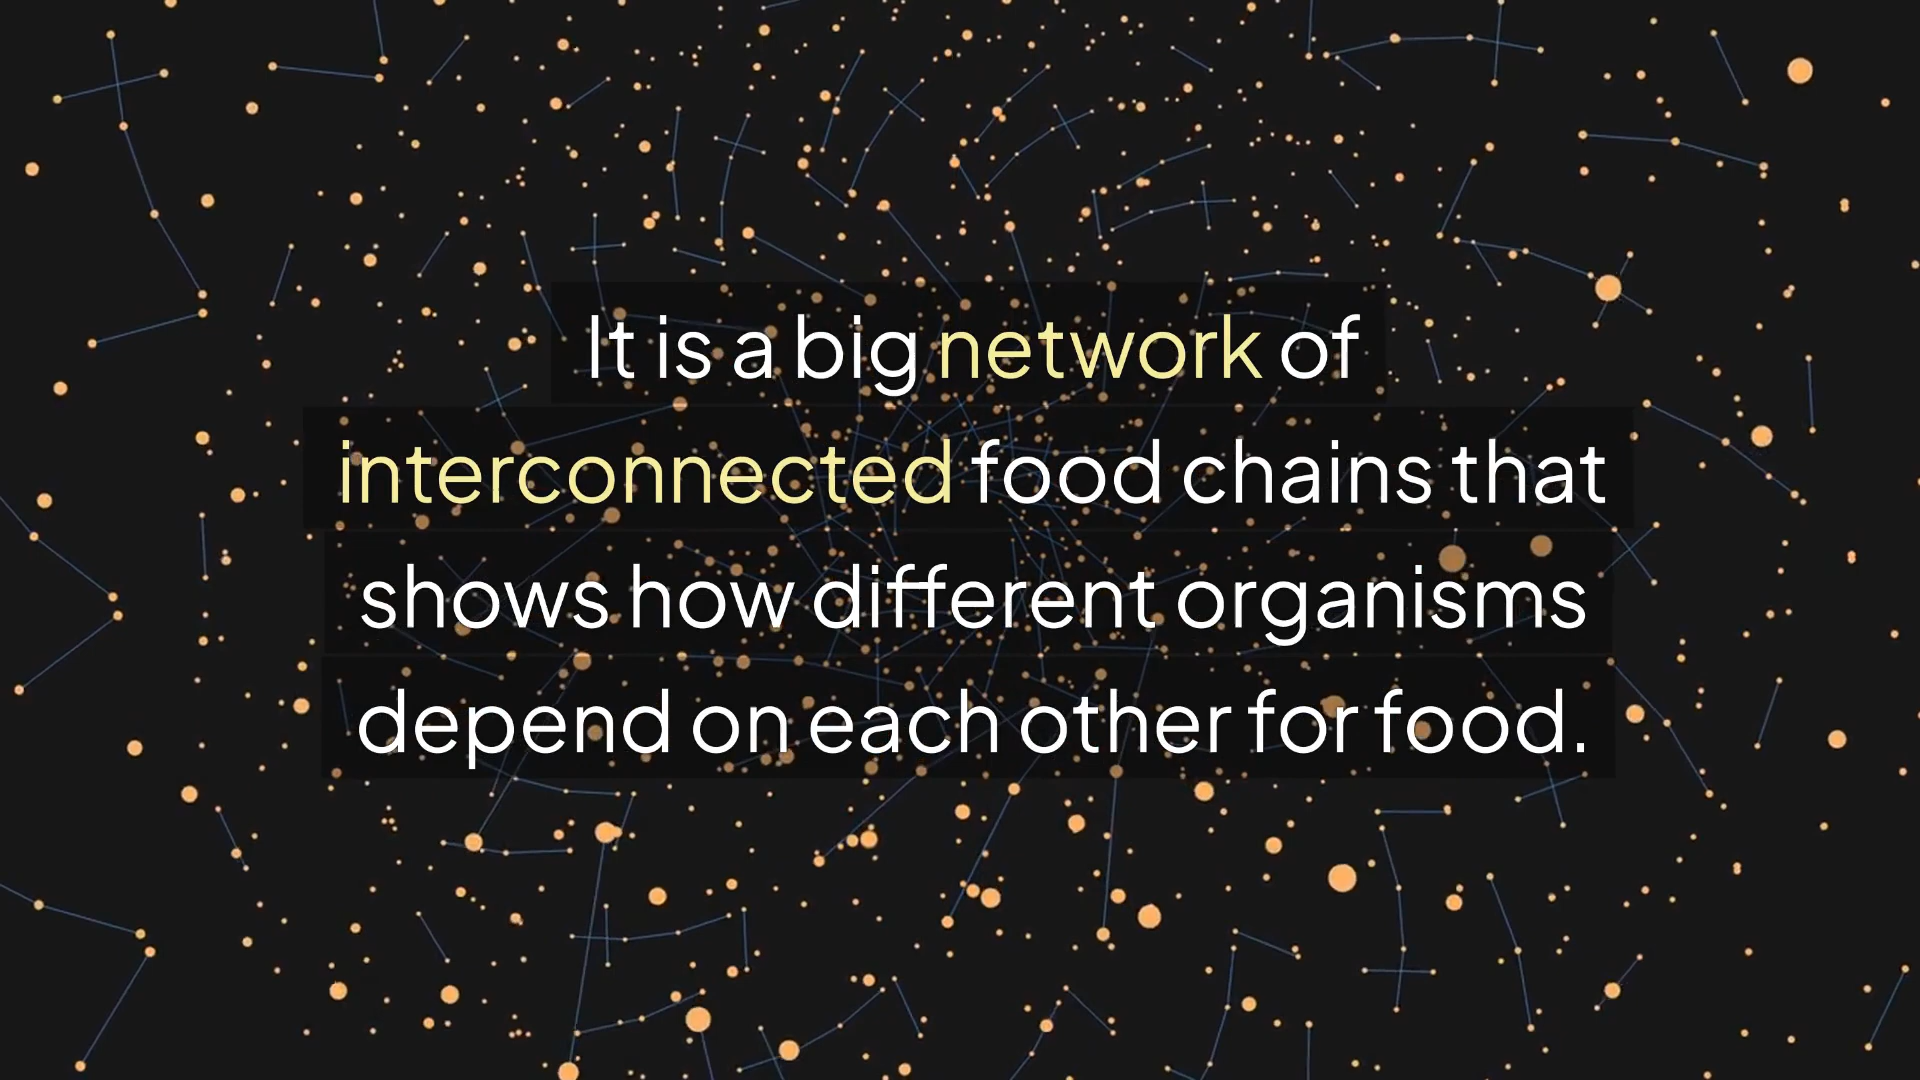 It is a big network of
interconnected food chains that
shows how different organisms
depend on each other for food.